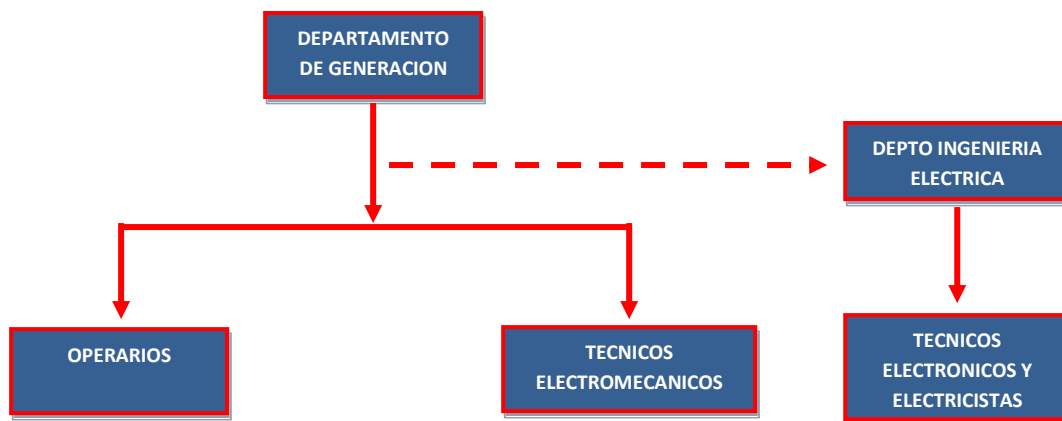 DEPARTAMENTO
DE GENERACION
DEPTO INGENIERIA
ELECTRICA
OPERARIOS
TECNICOS
ELECTROMECANICOS
TECNICOS
ELECTRONICOS Y
ELECTRICISTAS